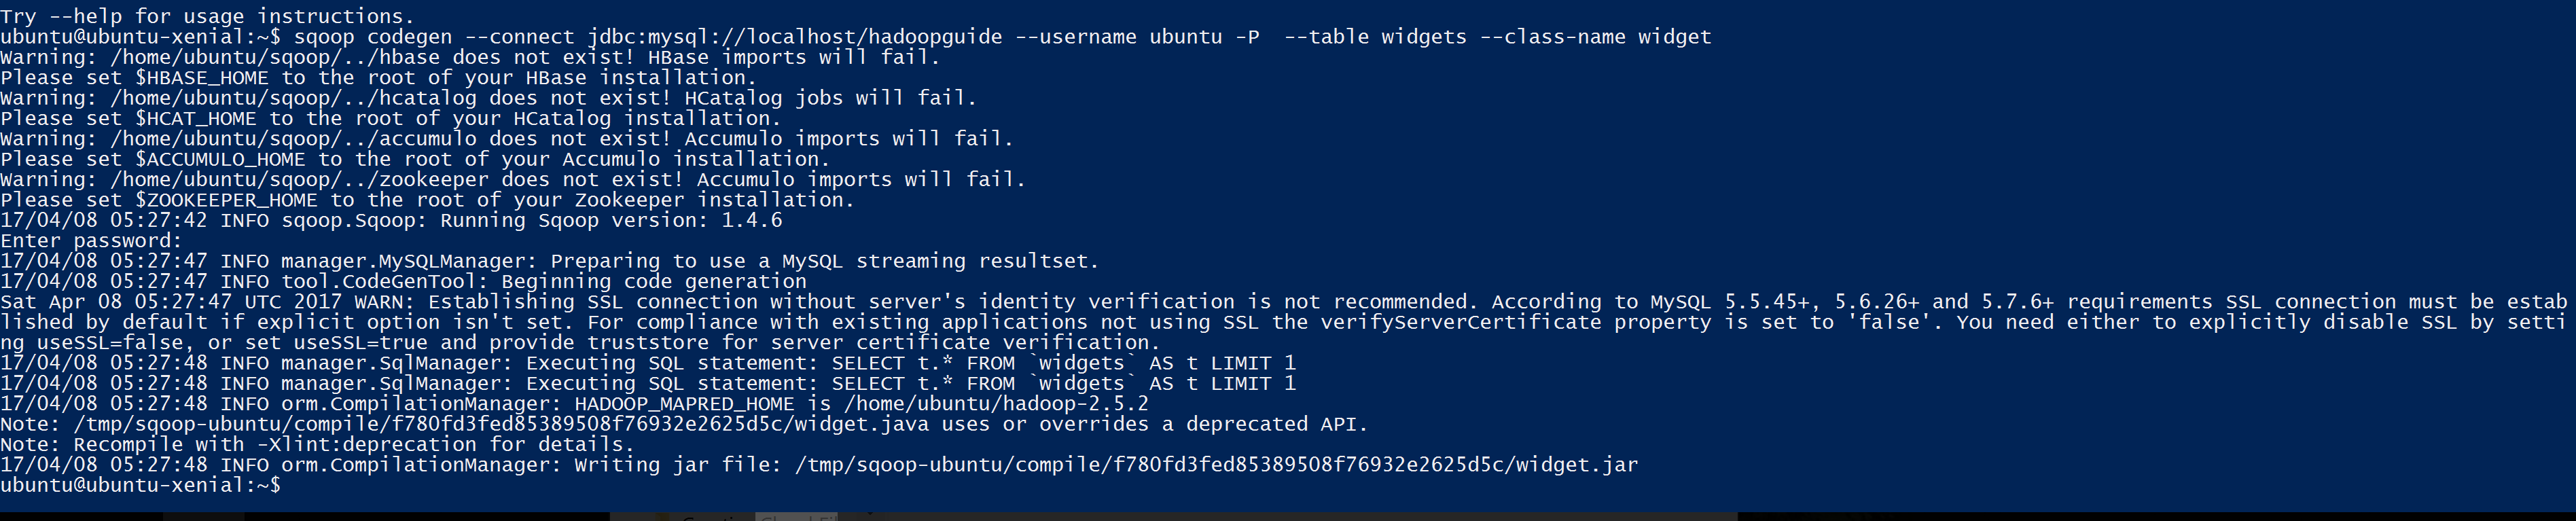 Try --help for usage instructions.
ubuntu@ubuntu-xenial:~$ sqoop codegen --connect jdbc:mysql://localhost/hadoopguide --username ubuntu -P  --table widgets --class-name widget
Warning: /home/ubuntu/sqoop/../hbase does not exist! HBase imports will fail.
Please set $HBASE_HOME to the root of your HBase installation.
Warning: /home/ubuntu/sqoop/../hcatalog does not exist! HCatalog jobs will fail.
Please set $HCAT_HOME to the root of your HCatalog installation.
Warning: /home/ubuntu/sqoop/../accumulo does not exist! Accumulo imports will fail.
Please set $ACCUMULO_HOME to the root of your Accumulo installation.
Warning: /home/ubuntu/sqoop/../zookeeper does not exist! Accumulo imports will fail.
Please set $ZOOKEEPER_HOME to the root of your Zookeeper installation.
17/04/08 05:27:42 INFO sqoop.Sqoop: Running Sqoop version: 1.4.6
Enter password:
17/04/08 05:27:47 INFO manager.MySQLManager: Preparing to use a MySQL streaming resultset.
17/04/08 05:27:47 INFO tool.CodeGenTool: Beginning code generation
Sat Apr 08 05:27:47 UTC 2017 WARN: Establishing SSL connection without server's identity verification is not recommended. According to MySQL 5.5.45+, 5.6.26+ and 5.7.6+ requirements SSL connection must be estab
lished by default if explicit option isn't set. For compliance with existing applications not using SSL the verifyServerCertificate property is set to 'false'. You need either to explicitly disable SSL by setti
ng useSSL=false, or set useSSL=true and provide truststore for server certificate verification.
17/04/08 05:27:48 INFO manager.SqlManager: Executing SQL statement: SELECT t.* FROM `widgets` AS t LIMIT 1
17/04/08 05:27:48 INFO manager.SqlManager: Executing SQL statement: SELECT t.* FROM `widgets` AS t LIMIT 1
17/04/08 05:27:48 INFO orm.CompilationManager: HADOOP_MAPRED_HOME is /home/ubuntu/hadoop-2.5.2
Note: /tmp/sqoop-ubuntu/compile/f780fd3fed85389508f76932e2625d5c/widget.java uses or overrides a deprecated API.
Note: Recompile with -Xlint:deprecation for details.
17/04/08 05:27:48 INFO orm.CompilationManager: Writing jar file: /tmp/sqoop-ubuntu/compile/f780fd3fed85389508f76932e2625d5c/widget.jar
ubuntu@ubuntu-xenial:~$